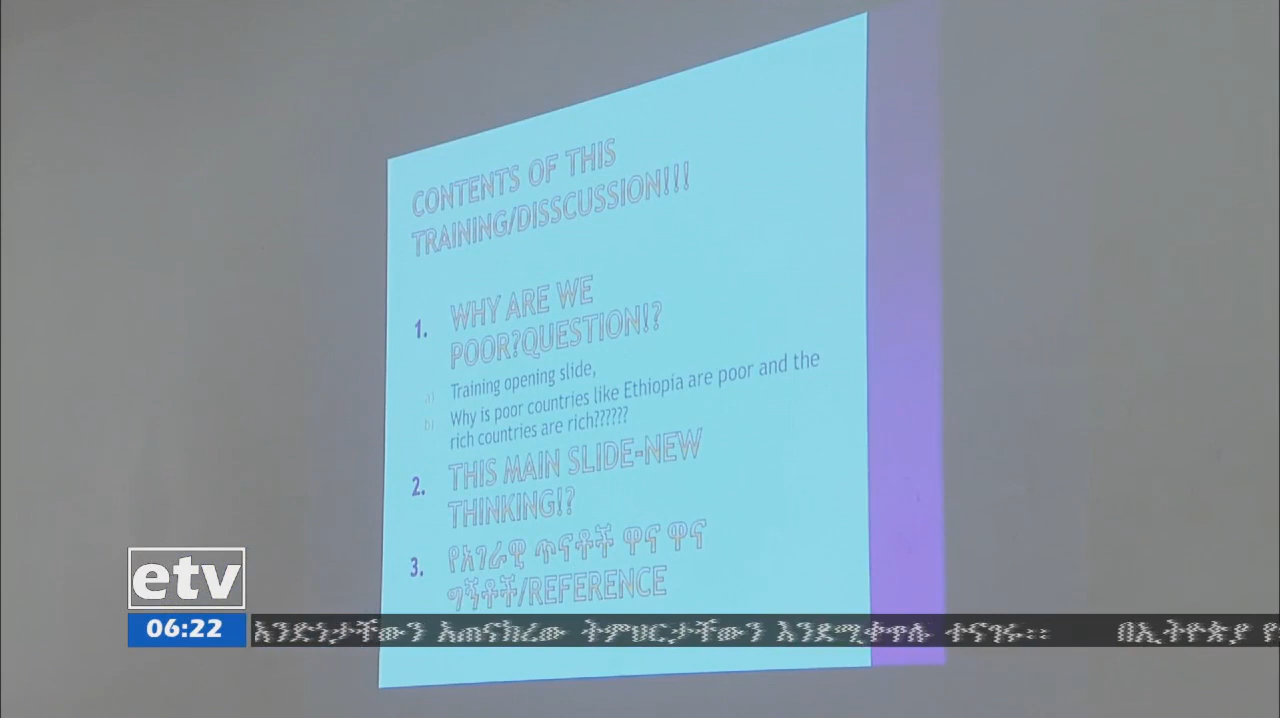 CONTENTS OF THIS
TRAINING/DISSCUSSION!!!
1. WHY ARE WE
POOR?QUESTION!?
a) Training opening slide,
b) Why is poor countries like Ethiopia are poor and the
rich countries are rich??????
2. THIS MAIN SLIDE-NEW
THINKING!?
3. የአገራዊ ጥናቶች ዋና ዋና
ግኝቶች/REFERENCE
etv
06:22 አንድነታቸውን አጠናክረው ትምህርታቸውን እንደሚቀጥሉ ተናገሩ፡፡ በኢትዮጵያ የ